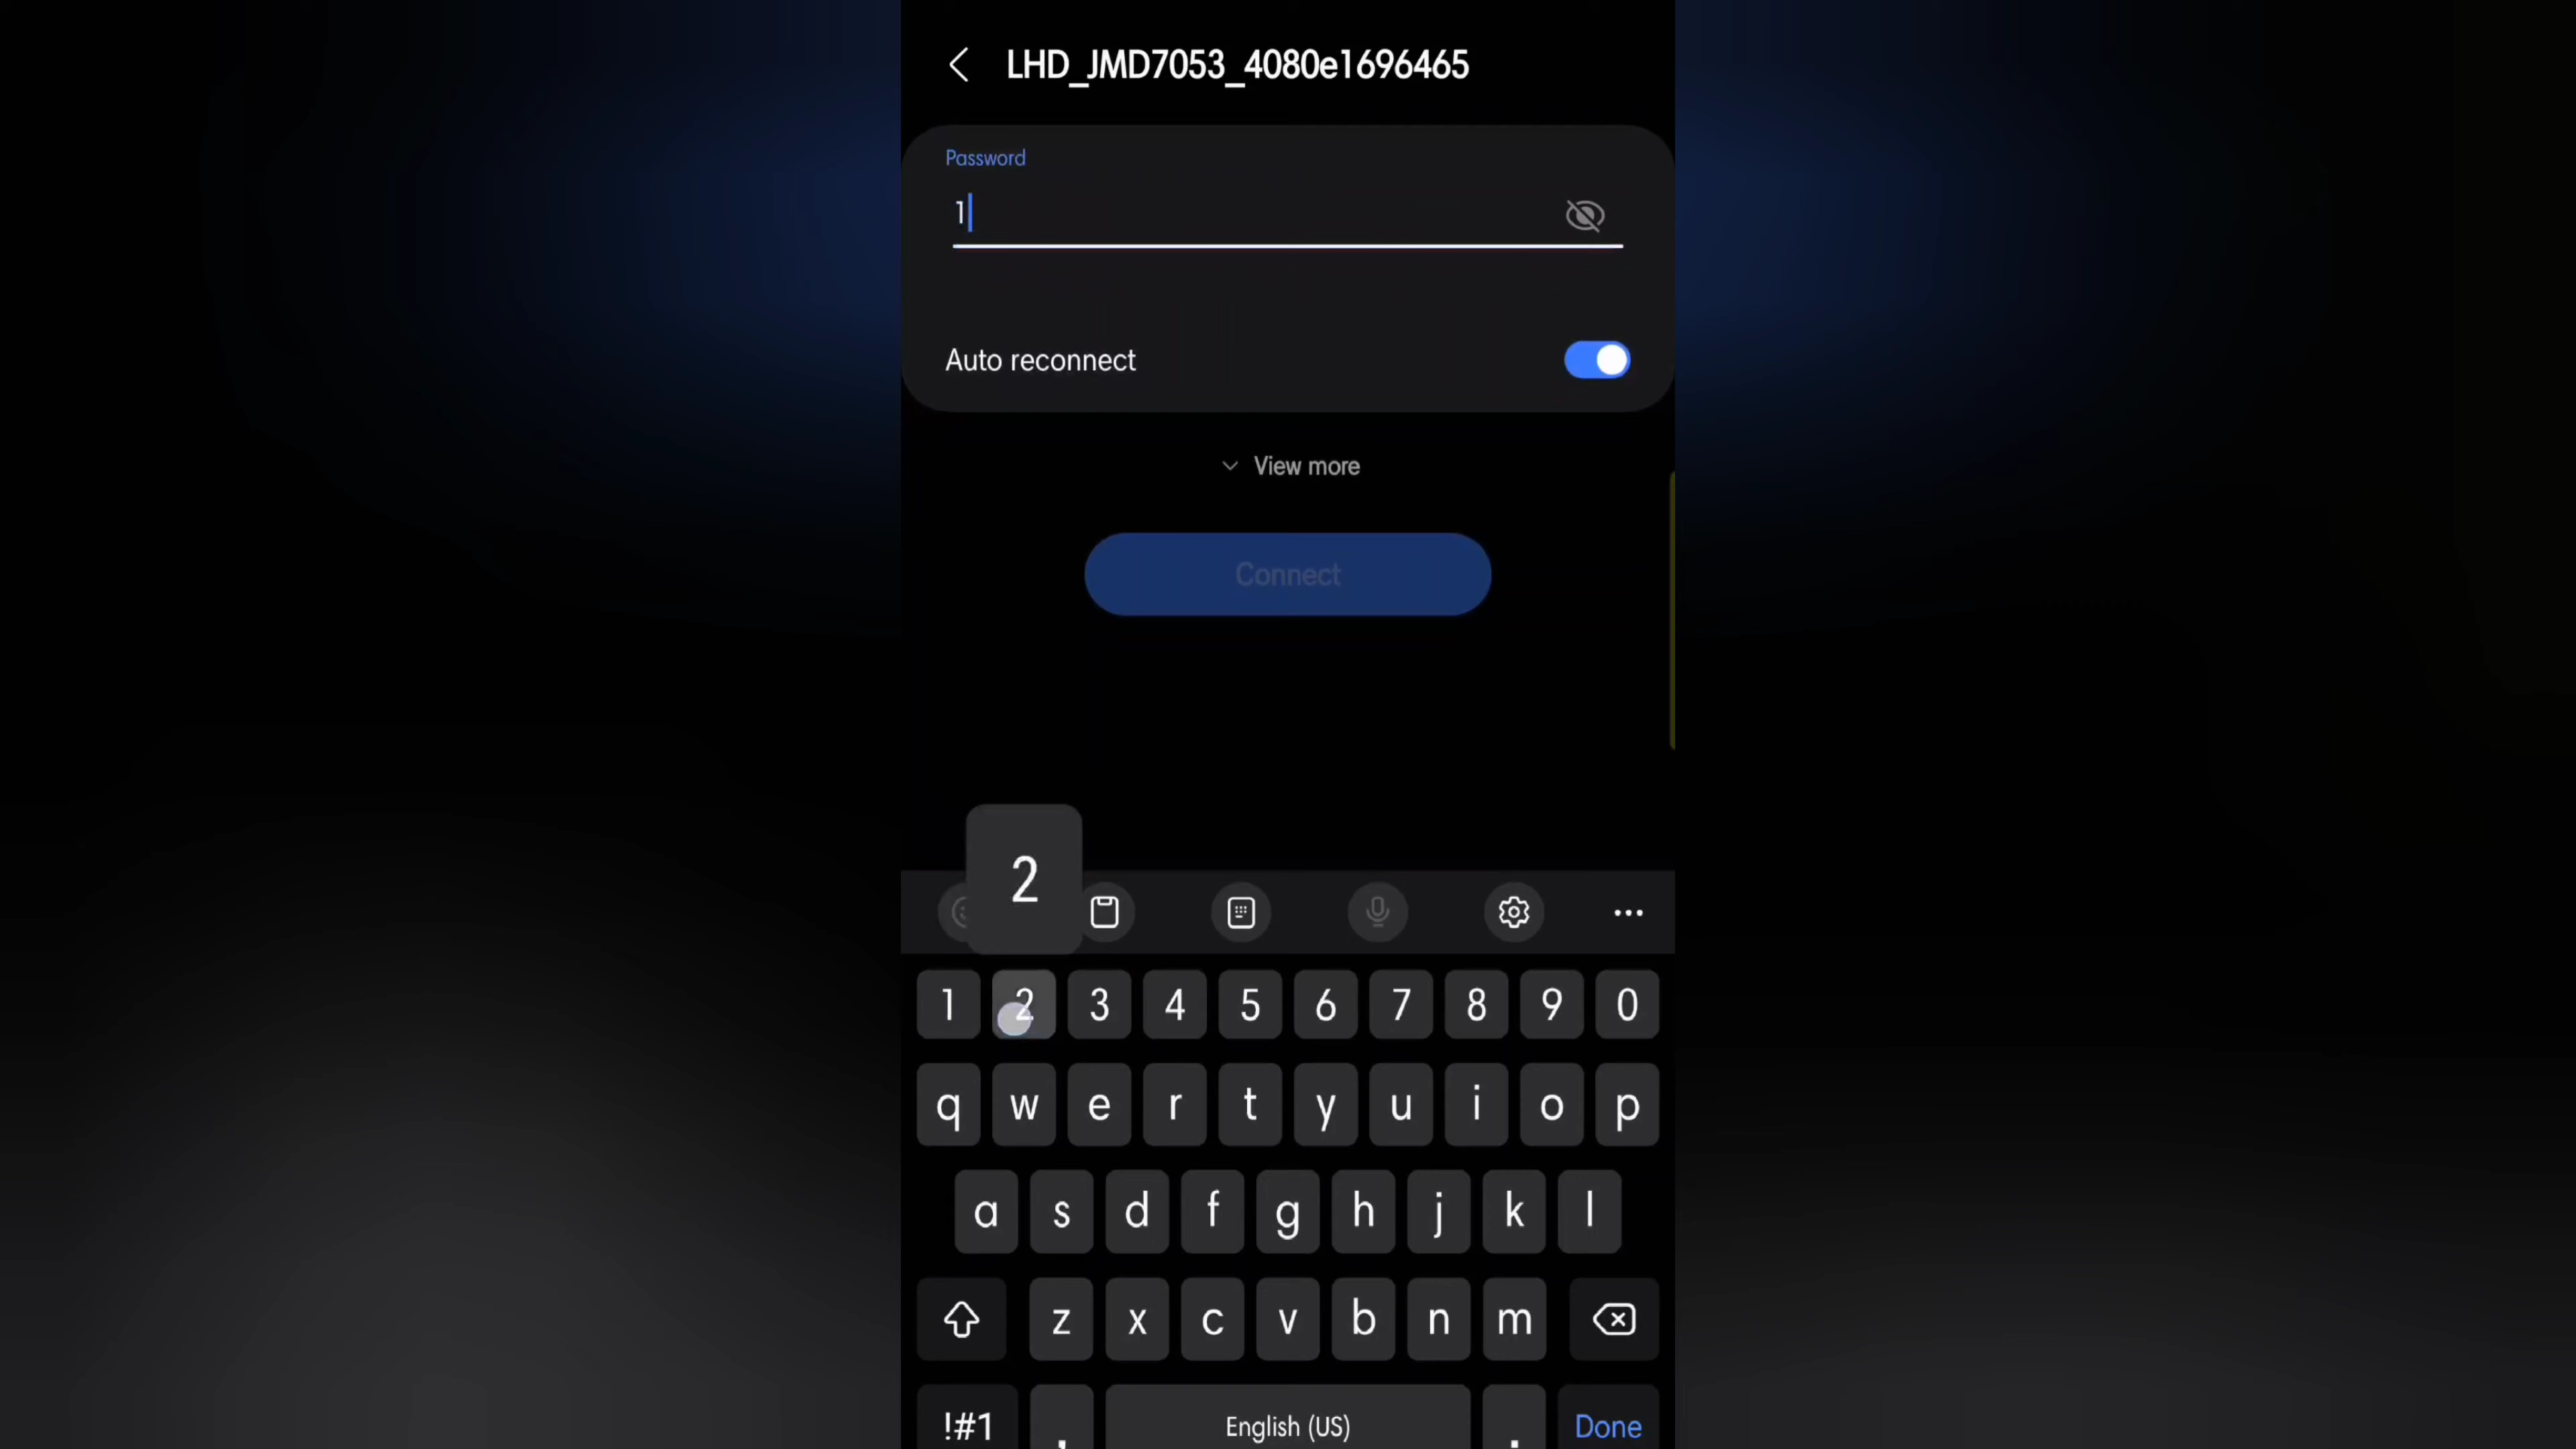 LHD_JMD7053_4080e1696465
Password
1
Auto reconnect
View more
Connect
2
1 2 3 4 5 6 7 8 9 0
q w e r t y u i o p
a s d f g h j k l
z x c v b n m
!#1 , English (US) . Done